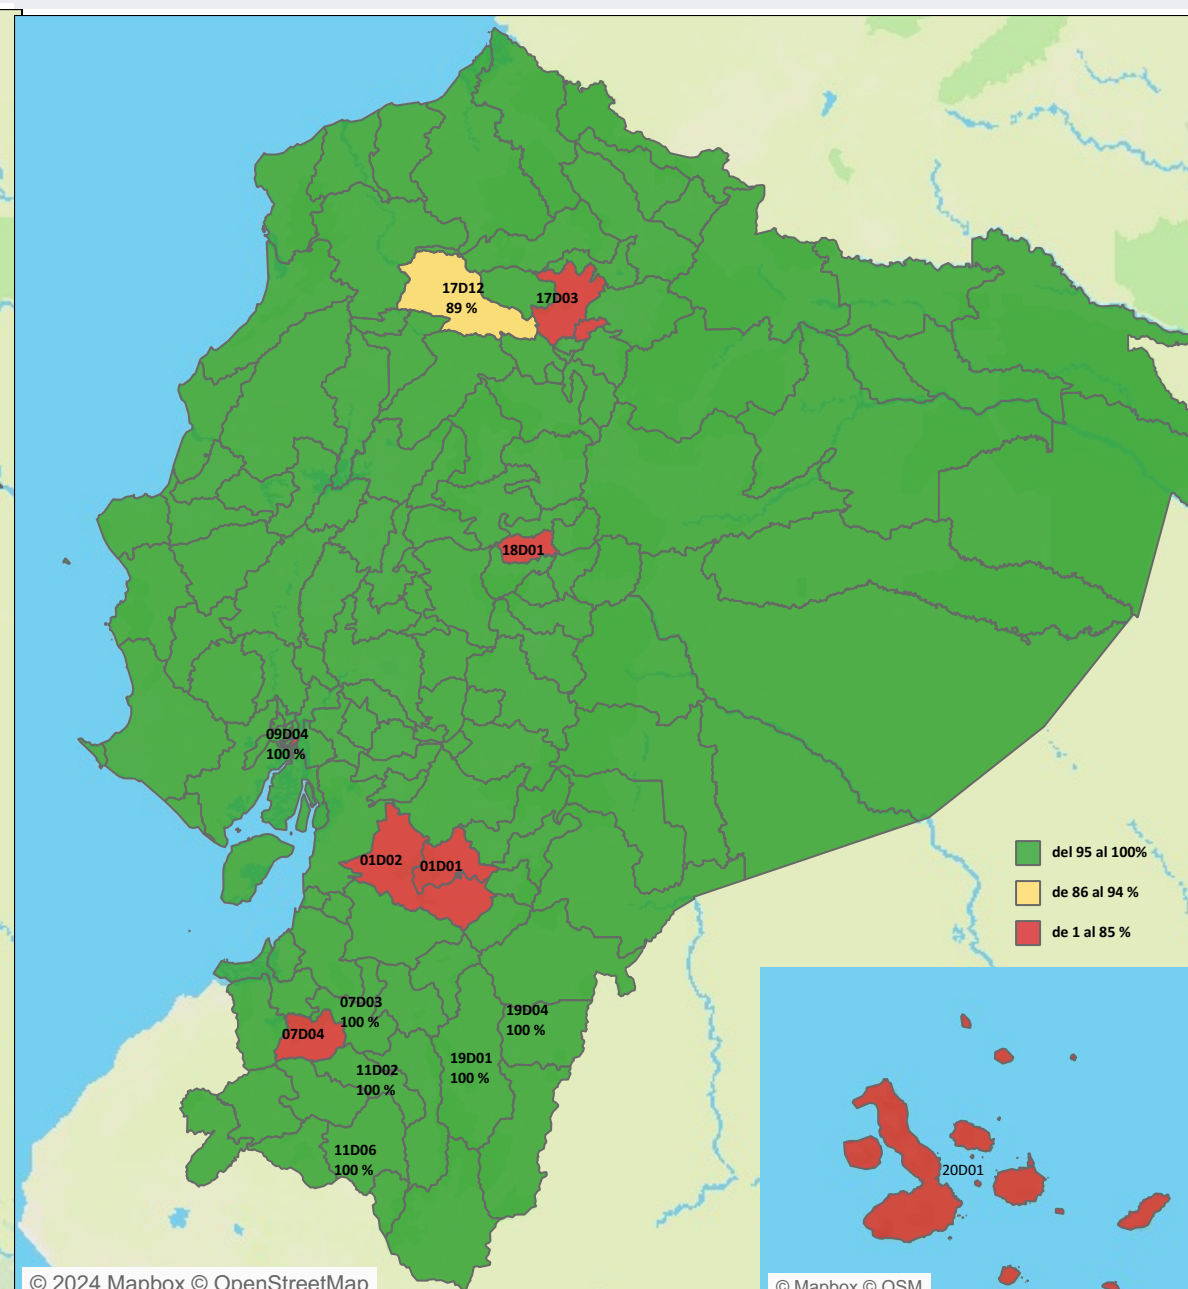 17D12
89 %
17D03
18D01
09D04
100 %
01D02
01D01
del 95 al 100%
de 86 al 94 %
de 1 al 85 %
07D03
100 %
07D04
19D04
100 %
11D02
100 %
19D01
100 %
11D06
100 %
20D01
© 2024 Mapbox © OpenStreetMap
© Mapbox © OSM